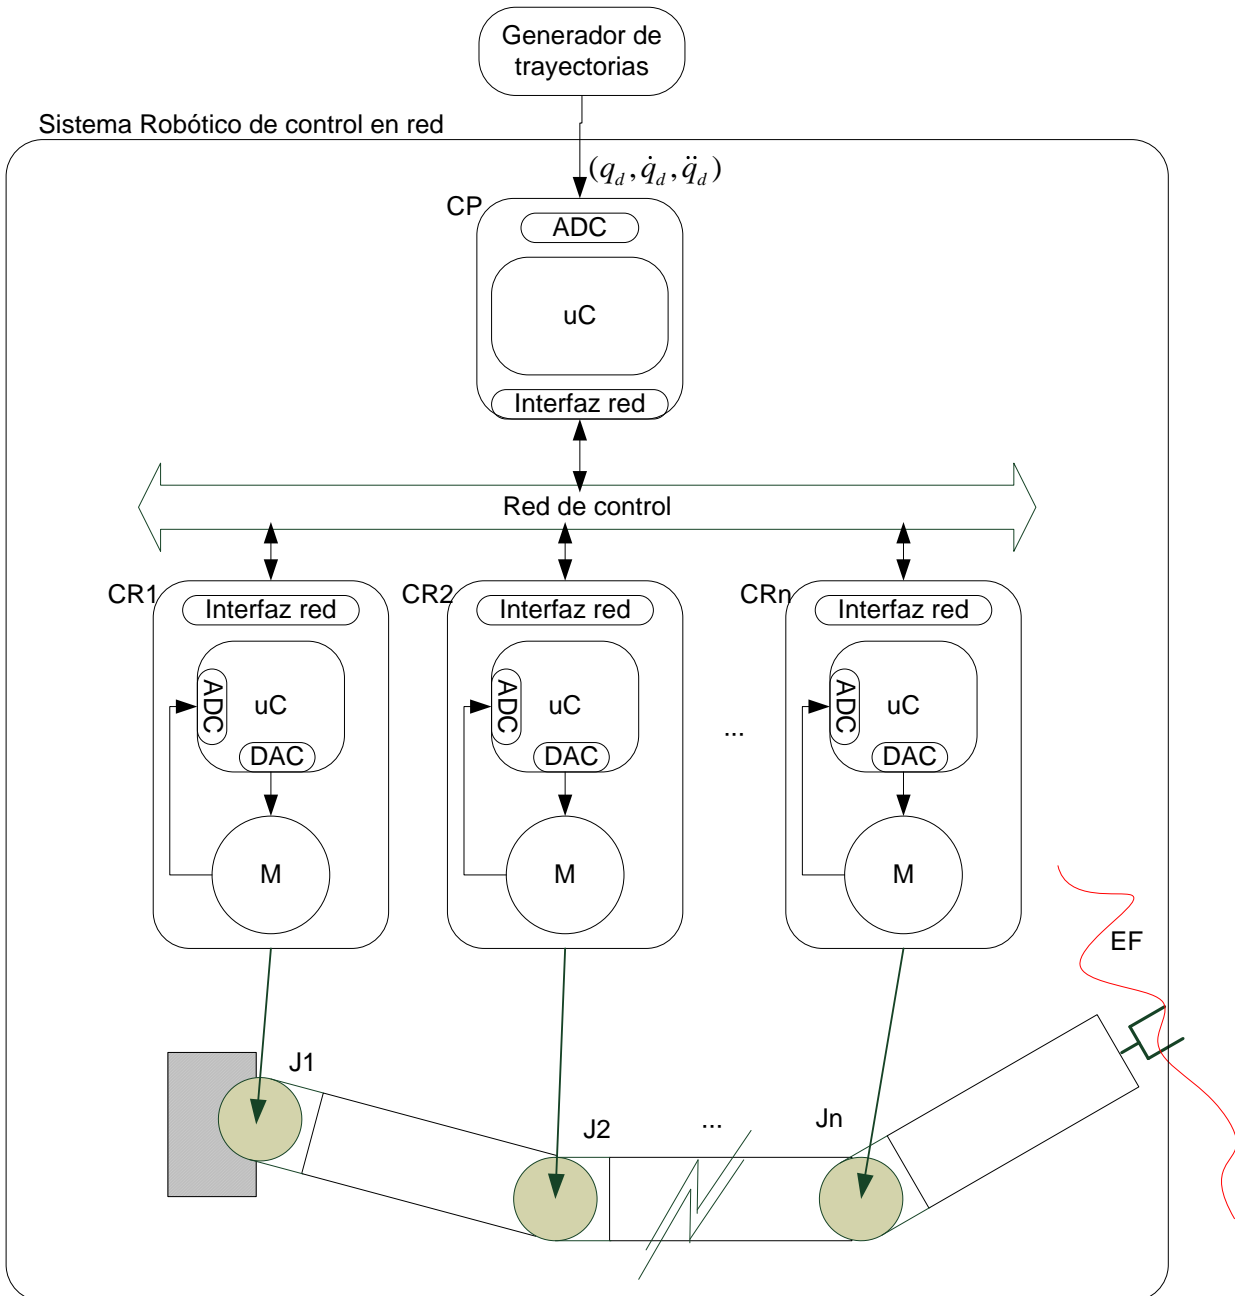 Generador de
trayectorias
Sistema Robótico de control en red
(q_d, q̇_d, q̈_d)
CP
ADC
uC
Interfaz red
Red de control
CR1
Interfaz red
ADC
uC
DAC
M
CR2
Interfaz red
ADC
uC
DAC
M
...
CRn
Interfaz red
ADC
uC
DAC
M
EF
J1
J2
...
Jn